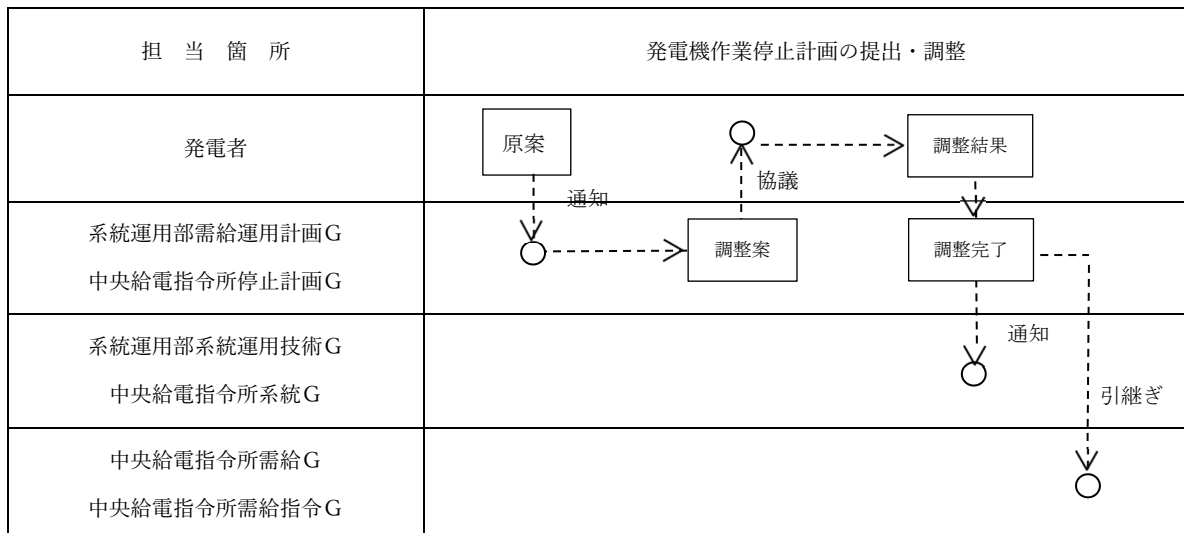 担 当 箇 所
発電機作業停止計画の提出・調整
発電者
原案
通知
協議
調整結果
系統運用部需給運用計画G
中央給電指令所停止計画G
調整案
調整完了
系統運用部系統運用技術G
中央給電指令所系統G
通知
引継ぎ
中央給電指令所需給G
中央給電指令所需給指令G